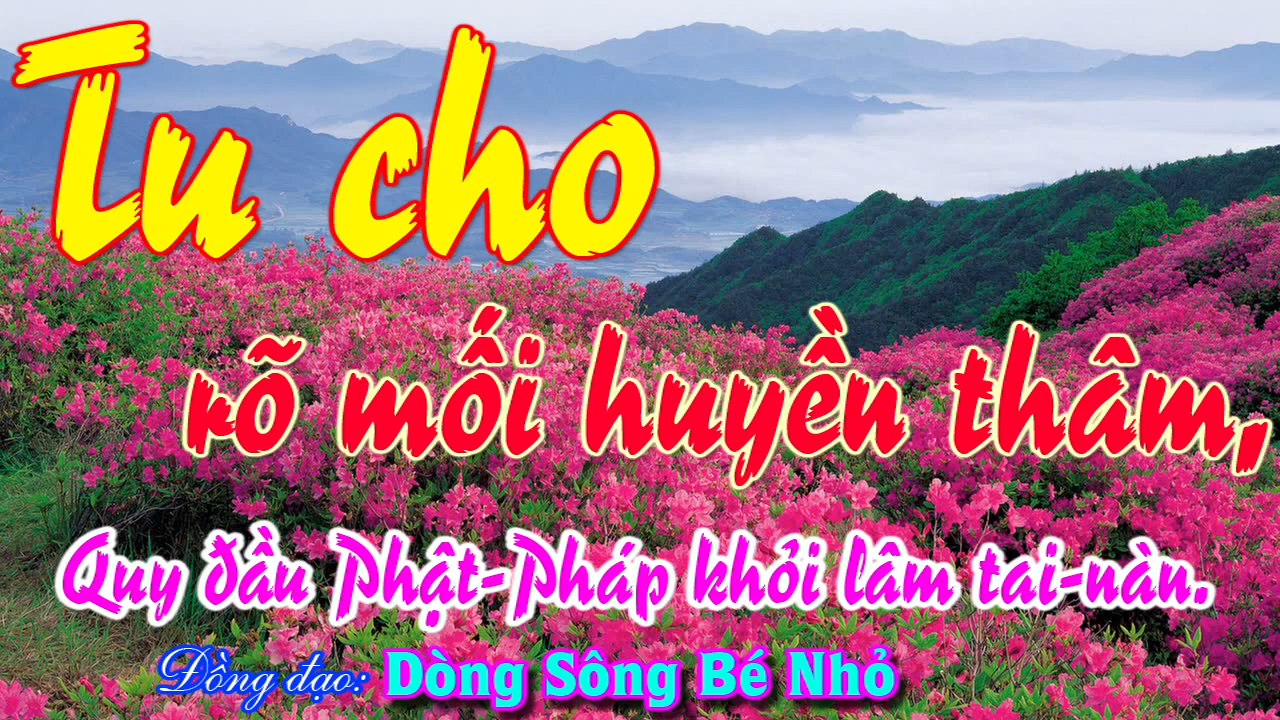 Tu cho
rõ mối huyền thâm,
Quy đầu Phật-Pháp khỏi lâm tai-nàn.
Dòng đạo: Dòng Sông Bé Nhỏ